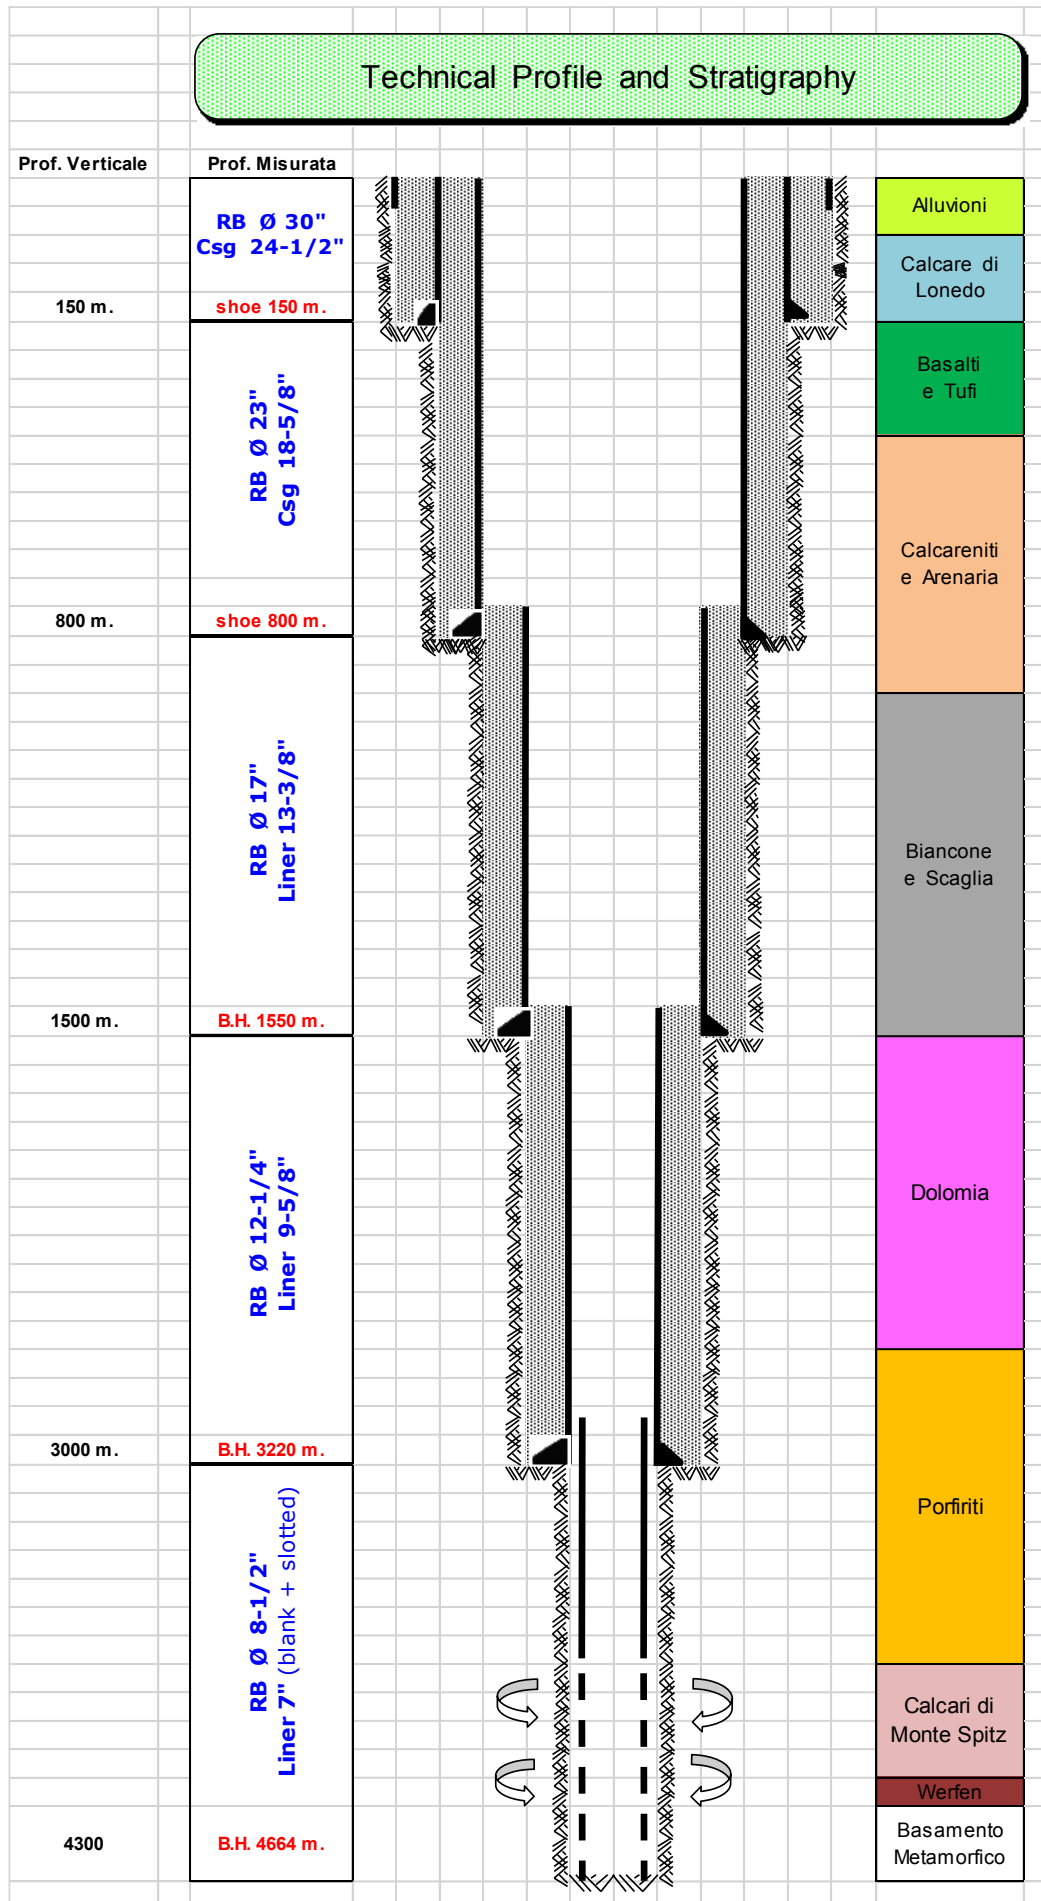 Technical Profile and Stratigraphy
Prof. Verticale
Prof. Misurata
RB Ø 30"
Csg 24-1/2"
150 m.
shoe 150 m.
RB Ø 23"
Csg 18-5/8"
800 m.
shoe 800 m.
RB Ø 17"
Liner 13-3/8"
1500 m.
B.H. 1550 m.
RB Ø 12-1/4"
Liner 9-5/8"
3000 m.
B.H. 3220 m.
RB Ø 8-1/2"
Liner 7" (blank + slotted)
4300
B.H. 4664 m.
Alluvioni
Calcare di
Lonedo
Basalti
e Tufi
Calcareniti
e Arenaria
Biancone
e Scaglia
Dolomia
Porfiriti
Calcari di
Monte Spitz
Werfen
Basamento
Metamorfico